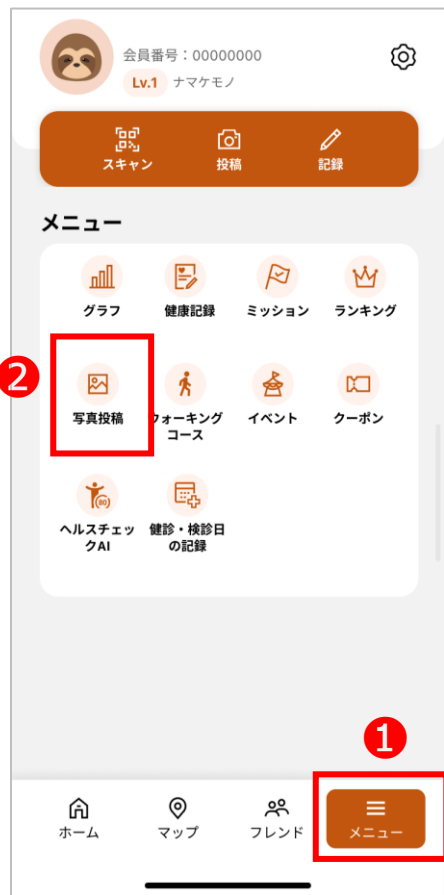 会員番号：00000000
Lv.1 ナマケモノ
スキャン 投稿 記録
メニュー
グラフ 健康記録 ミッション ランキング
2
写真投稿 ウォーキング イベント クーポン
コース
ヘルスチェッ 健診・検診日
クAI の記録
1
ホーム マップ フレンド メニュー